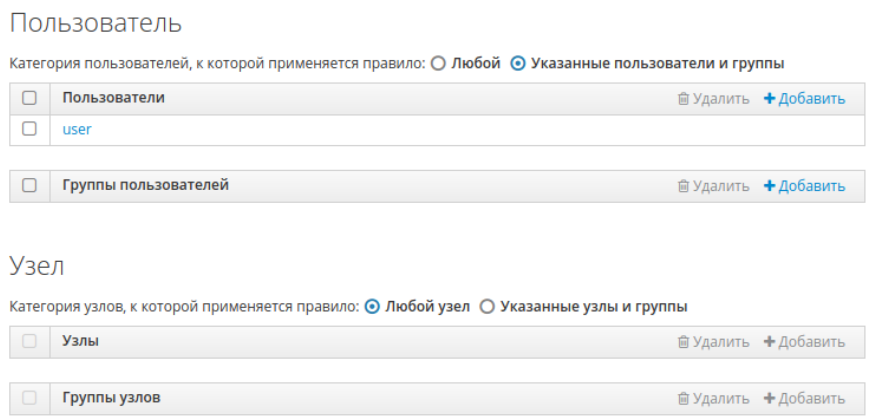 Пользователь
Категория пользователей, к которой применяется правило: Любой Указанные пользователи и группы
Пользователи Удалить Добавить
user
Группы пользователей Удалить Добавить
Узел
Категория узлов, к которой применяется правило: Любой узел Указанные узлы и группы
Узлы Удалить Добавить
Группы узлов Удалить Добавить